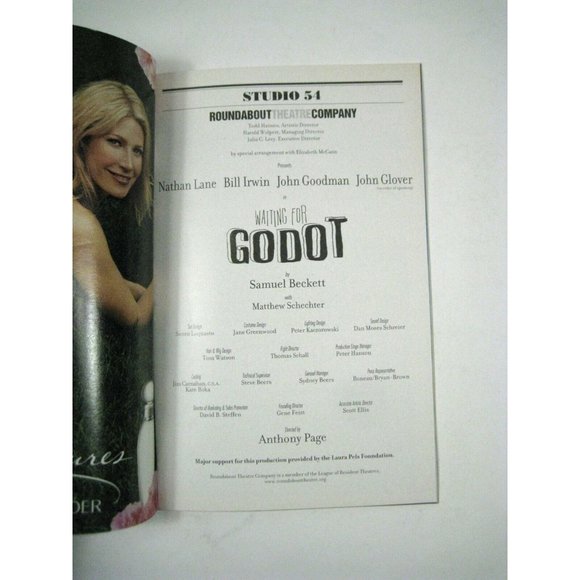 STUDIO 54
ROUNDABOUTTHEATRECOMPANY
Todd Haimes, Artistic Director
Harold Wolpert, Managing Director
Julia C. Levy, Executive Director
by special arrangement with Elizabeth McCann
Presents
Nathan Lane Bill Irwin John Goodman John Glover
(in order of speaking)
in
WAITING FOR
GODOT
by
Samuel Beckett
with
Matthew Schechter
Set Design Costume Design Lighting Design Sound Design
Santo Loquasto Jane Greenwood Peter Kaczorowski Dan Moses Schreier
Hair & Wig Design Fight Director Production Stage Manager
Tom Watson Thomas Schall Peter Hanson
Casting Technical Supervisor General Manager Press Representative
Jim Carnahan, C.S.A. Steve Beers Sydney Beers Boneau/Bryan-Brown
Kate Boka
Director of Marketing & Sales Promotion Founding Director Associate Artistic Director
David B. Steffen Gene Feist Scott Ellis
Directed by
Anthony Page
Major support for this production provided by the Laura Pels Foundation.
Roundabout Theatre Company is a member of the League of Resident Theatres.
www.roundabouttheatre.org
ures
DER